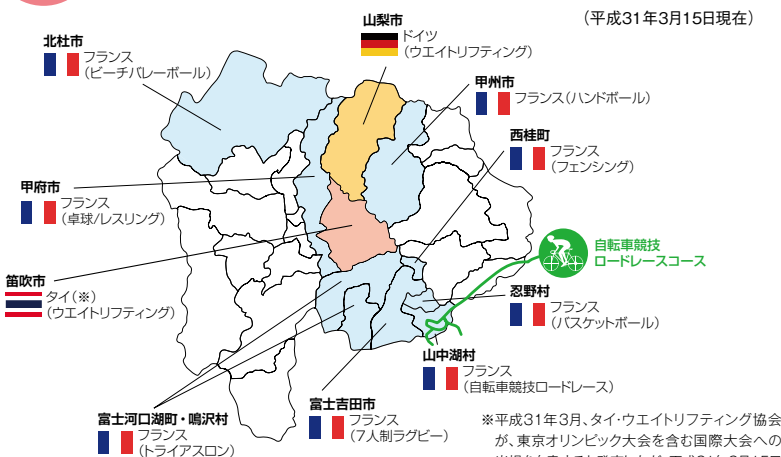 (平成31年3月15日現在)
山梨市
ドイツ
(ウエイトリフティング)
北杜市
フランス
(ビーチバレーボール)
甲州市
フランス(ハンドボール)
西桂町
フランス
(フェンシング)
甲府市
フランス
(卓球/レスリング)
自転車競技
ロードレースコース
笛吹市
タイ(※)
(ウエイトリフティング)
忍野村
フランス
(バスケットボール)
山中湖村
フランス
(自転車競技ロードレース)
富士吉田市
フランス
(7人制ラグビー)
富士河口湖町・鳴沢村
フランス
(トライアスロン)
※平成31年3月、タイ・ウエイトリフティング協会
が、東京オリンピック大会を含む国際大会への